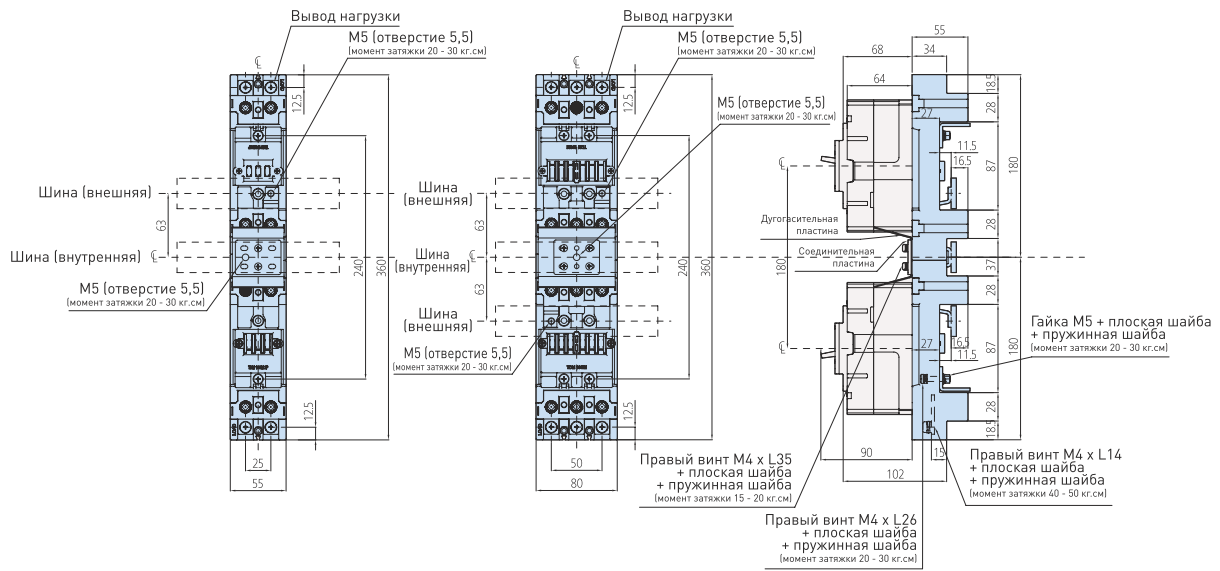 Вывод нагрузки
M5 (отверстие 5,5)
(момент затяжки 20 - 30 кг.см)
12,5
Шина (внешняя)
63
Шина (внутренняя)
M5 (отверстие 5,5)
(момент затяжки 20 - 30 кг.см)
240
360
12,5
25
55
Вывод нагрузки
M5 (отверстие 5,5)
(момент затяжки 20 - 30 кг.см)
12,5
M5 (отверстие 5,5)
(момент затяжки 20 - 30 кг.см)
Шина
(внешняя)
63
Шина
(внутренняя)
63
Шина
(внешняя)
M5 (отверстие 5,5)
(момент затяжки 20 - 30 кг.см)
240
360
12,5
50
80
55
68
34
64
18,5
28
27
11,5
16,5
87
180
28
Дугогасительная
пластина
Соединительная
пластина
180
37
28
27
16,5
11,5
87
180
28
18,5
Гайка M5 + плоская шайба
+ пружинная шайба
(момент затяжки 20 - 30 кг.см)
90
15
102
Правый винт M4 x L35
+ плоская шайба
+ пружинная шайба
(момент затяжки 15 - 20 кг.см)
Правый винт M4 x L14
+ плоская шайба
+ пружинная шайба
(момент затяжки 40 - 50 кг.см)
Правый винт M4 x L26
+ плоская шайба
+ пружинная шайба
(момент затяжки 20 - 30 кг.см)